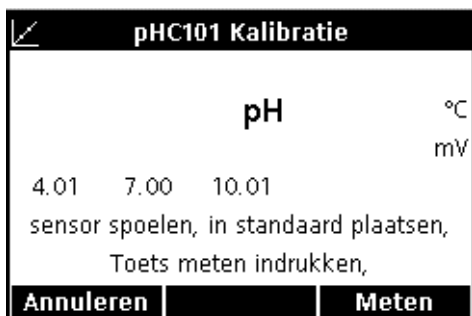 pHC101 Kalibratie
pH
°C
mV
4.01 7.00 10.01
sensor spoelen, in standaard plaatsen,
Toets meten indrukken,
Annuleren Meten